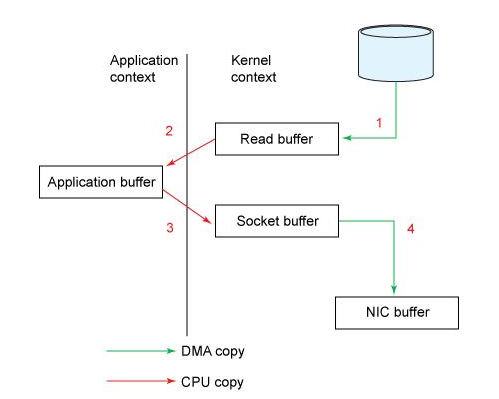 Application
context
Kernel
context
1
2
Read buffer
Application buffer
3
Socket buffer
4
NIC buffer
DMA copy
CPU copy